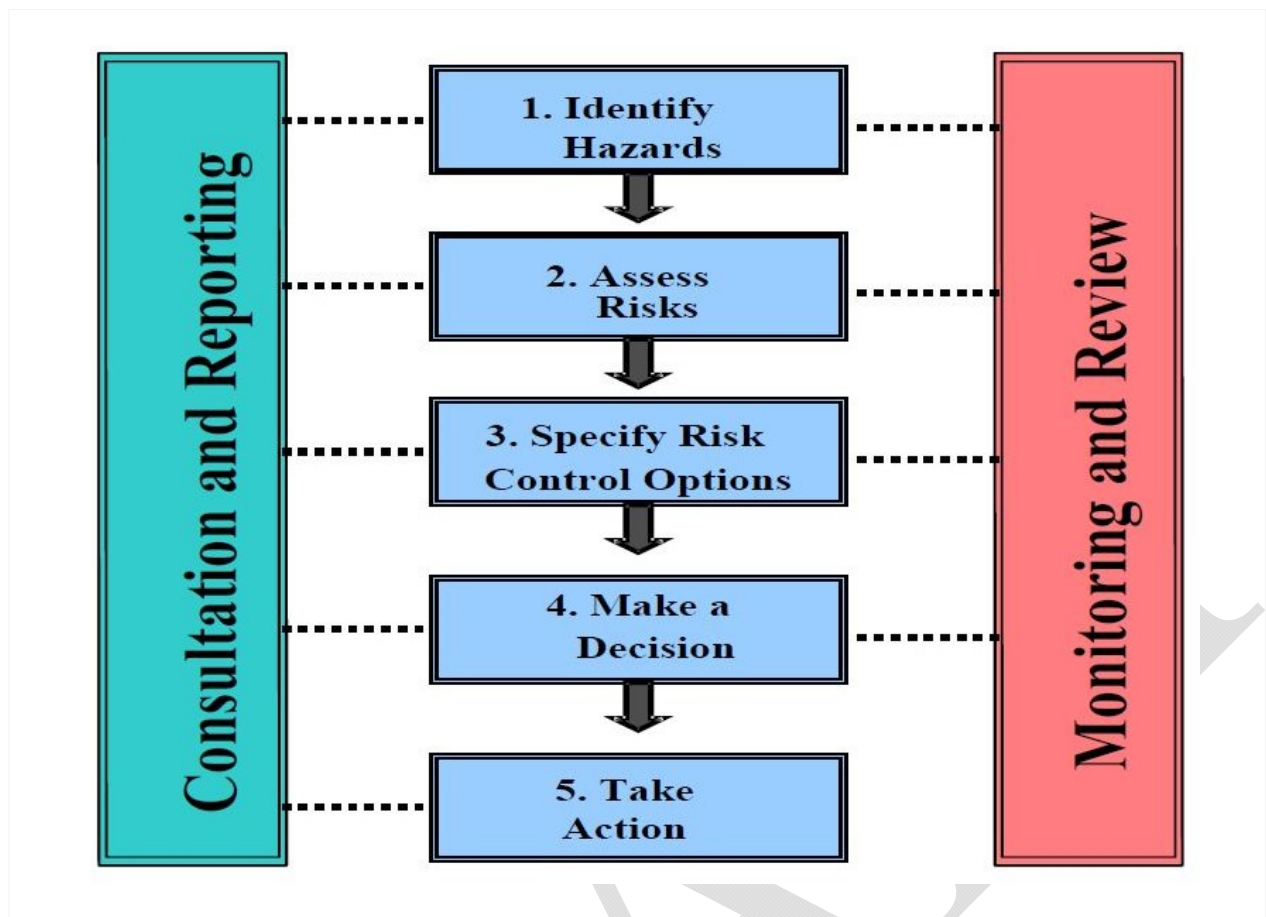 Consultation and Reporting
1. Identify
Hazards
2. Assess
Risks
3. Specify Risk
Control Options
4. Make a
Decision
5. Take
Action
Monitoring and Review